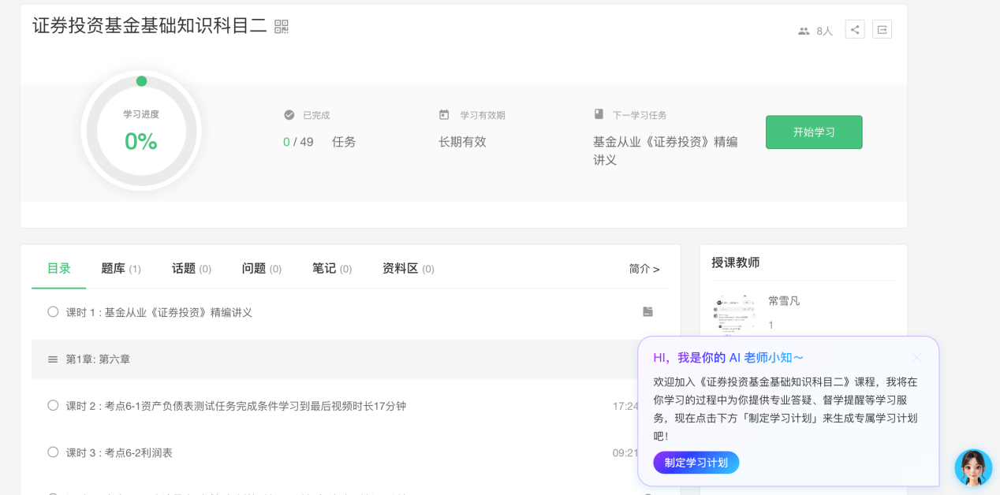 证券投资基金基础知识科目二
8人
学习进度
0%
已完成
0 / 49 任务
学习有效期
长期有效
下一学习任务
基金从业《证券投资》精编
讲义
开始学习
目录 题库 (1) 话题 (0) 问题 (0) 笔记 (0) 资料区 (0) 简介 >
课时 1 : 基金从业《证券投资》精编讲义
第1章: 第六章
课时 2 : 考点6-1资产负债表测试任务完成条件学习到最后视频时长17分钟 17:24
课时 3 : 考点6-2利润表 09:21
授课教师
常雪凡
1
HI，我是你的 AI 老师小知～
欢迎加入《证券投资基金基础知识科目二》课程，我将在
你学习的过程中为你提供专业答疑、督学提醒等学习服
务，现在点击下方「制定学习计划」来生成专属学习计划
吧！
制定学习计划